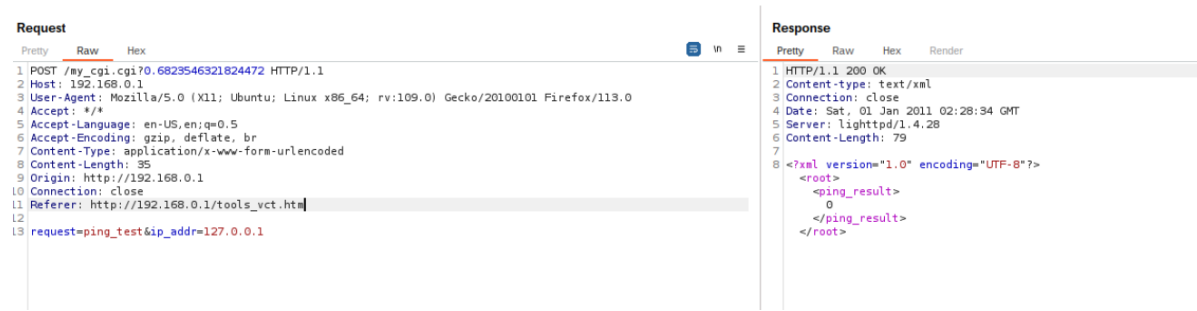 Request
Pretty Raw Hex \n
1 POST /my_cgi.cgi?0.6823546321824472 HTTP/1.1
2 Host: 192.168.0.1
3 User-Agent: Mozilla/5.0 (X11; Ubuntu; Linux x86_64; rv:109.0) Gecko/20100101 Firefox/113.0
4 Accept: */*
5 Accept-Language: en-US,en;q=0.5
6 Accept-Encoding: gzip, deflate, br
7 Content-Type: application/x-www-form-urlencoded
8 Content-Length: 35
9 Origin: http://192.168.0.1
10 Connection: close
11 Referer: http://192.168.0.1/tools_vct.htm
12
13 request=ping_test&ip_addr=127.0.0.1
Response
Pretty Raw Hex Render
1 HTTP/1.1 200 OK
2 Content-type: text/xml
3 Connection: close
4 Date: Sat, 01 Jan 2011 02:28:34 GMT
5 Server: lighttpd/1.4.28
6 Content-Length: 79
7
8 <?xml version="1.0" encoding="UTF-8"?>
<root>
<ping_result>
0
</ping_result>
</root>